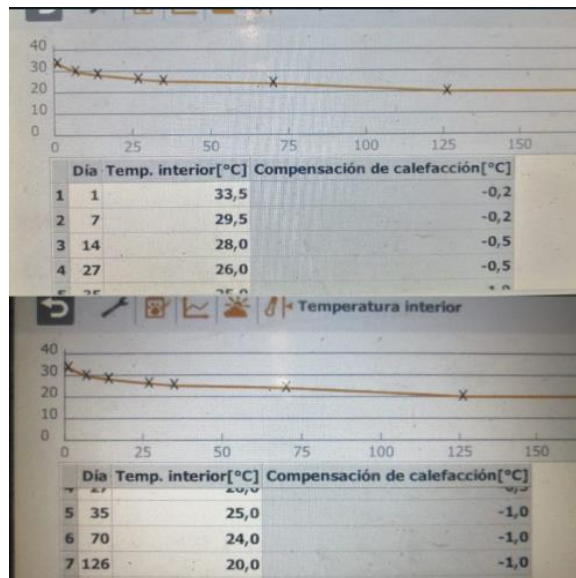 40
30
20
10
0
0 25 50 75 100 125 150
Día Temp. interior[°C] Compensación de calefacción[°C]
1 1 33,5 -0,2
2 7 29,5 -0,2
3 14 28,0 -0,5
4 27 26,0 -0,5
Temperatura interior
40
30
20
10
0
0 25 50 75 100 125 150
Día Temp. interior[°C] Compensación de calefacción[°C]
5 35 25,0 -1,0
6 70 24,0 -1,0
7 126 20,0 -1,0